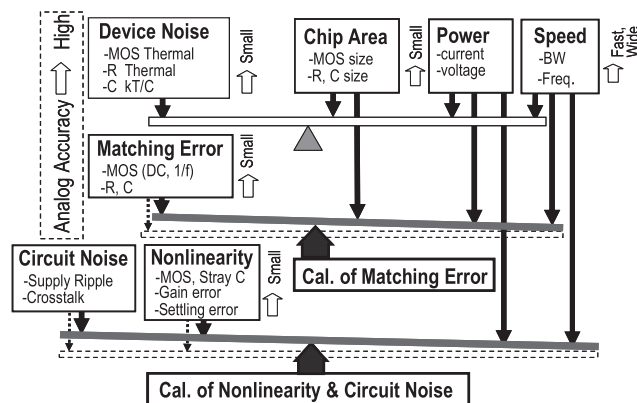 Analog Accuracy High
Device Noise
-MOS Thermal
-R Thermal
-C kT/C
Small
Chip Area
-MOS size
-R, C size
Small
Power
-current
-voltage
Speed
-BW
-Freq.
Fast,
Wide
Matching Error
-MOS (DC, 1/f)
-R, C
Small
Circuit Noise
-Supply Ripple
-Crosstalk
Nonlinearity
-MOS, Stray C
-Gain error
-Settling error
Small
Cal. of Matching Error
Cal. of Nonlinearity & Circuit Noise